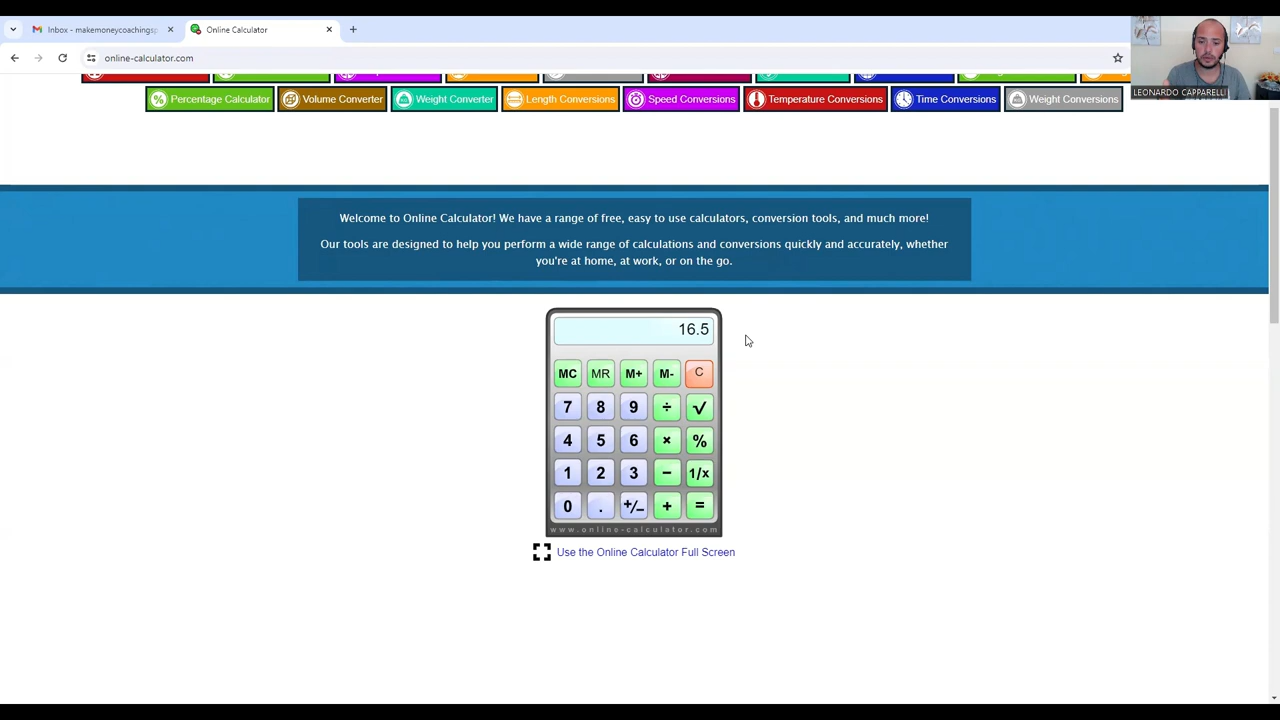 Inbox - makemoneycoachingsp
Online Calculator
online-calculator.com
LEONARDO CAPPARELLI
Percentage Calculator
Volume Converter
Weight Converter
Length Conversions
Speed Conversions
Temperature Conversions
Time Conversions
Weight Conversions
Welcome to Online Calculator! We have a range of free, easy to use calculators, conversion tools, and much more!
Our tools are designed to help you perform a wide range of calculations and conversions quickly and accurately, whether
you're at home, at work, or on the go.
16.5
MC MR M+ M- C
7 8 9 ÷ √
4 5 6 × %
1 2 3 − 1/x
0 . +/− + =
www.online-calculator.com
Use the Online Calculator Full Screen